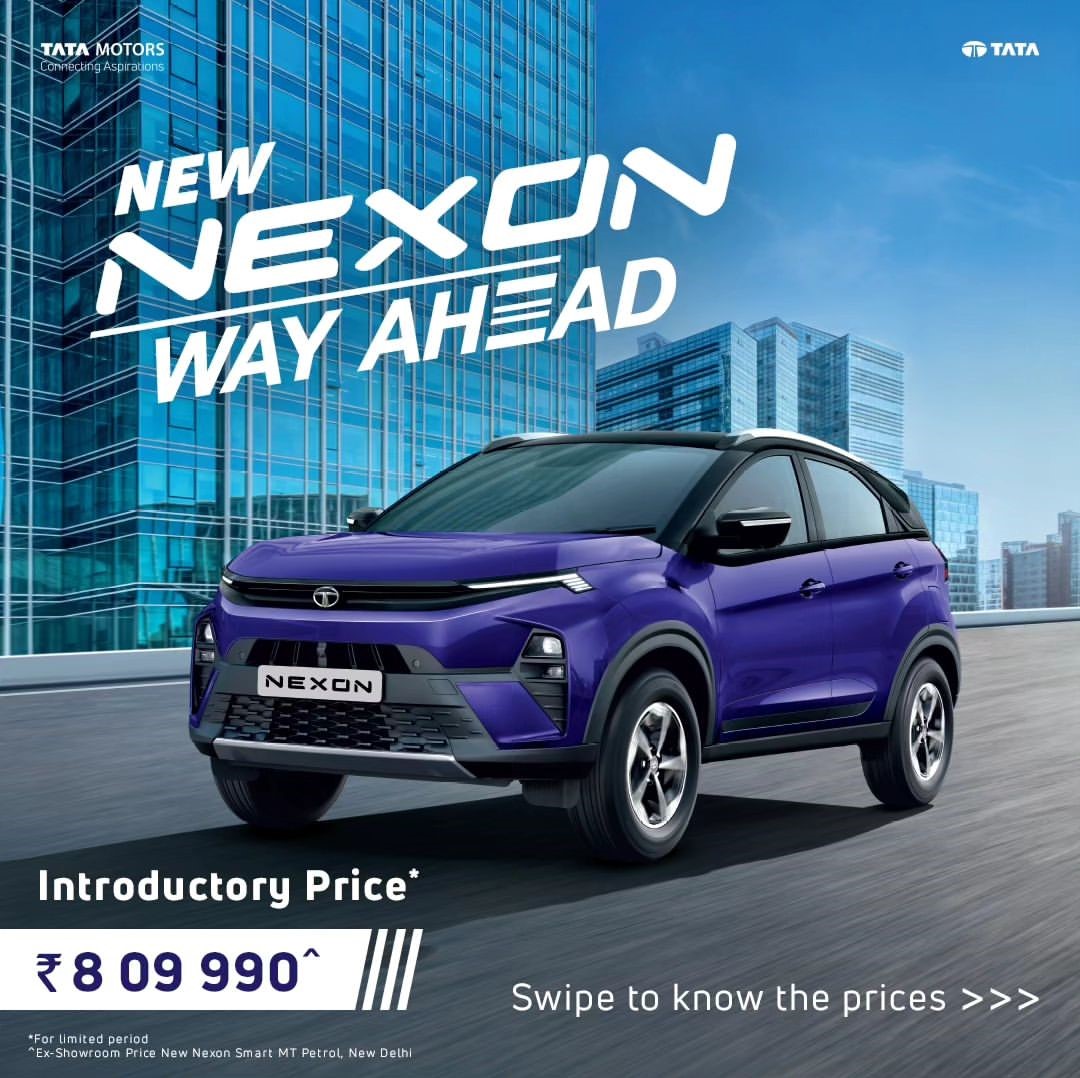 TATA MOTORS
Connecting Aspirations
TATA
NEW
NEXON
WAY AHEAD
NEXON
Introductory Price*
₹ 8 09 990^
Swipe to know the prices >>>
*For limited period
^Ex-Showroom Price New Nexon Smart MT Petrol, New Delhi